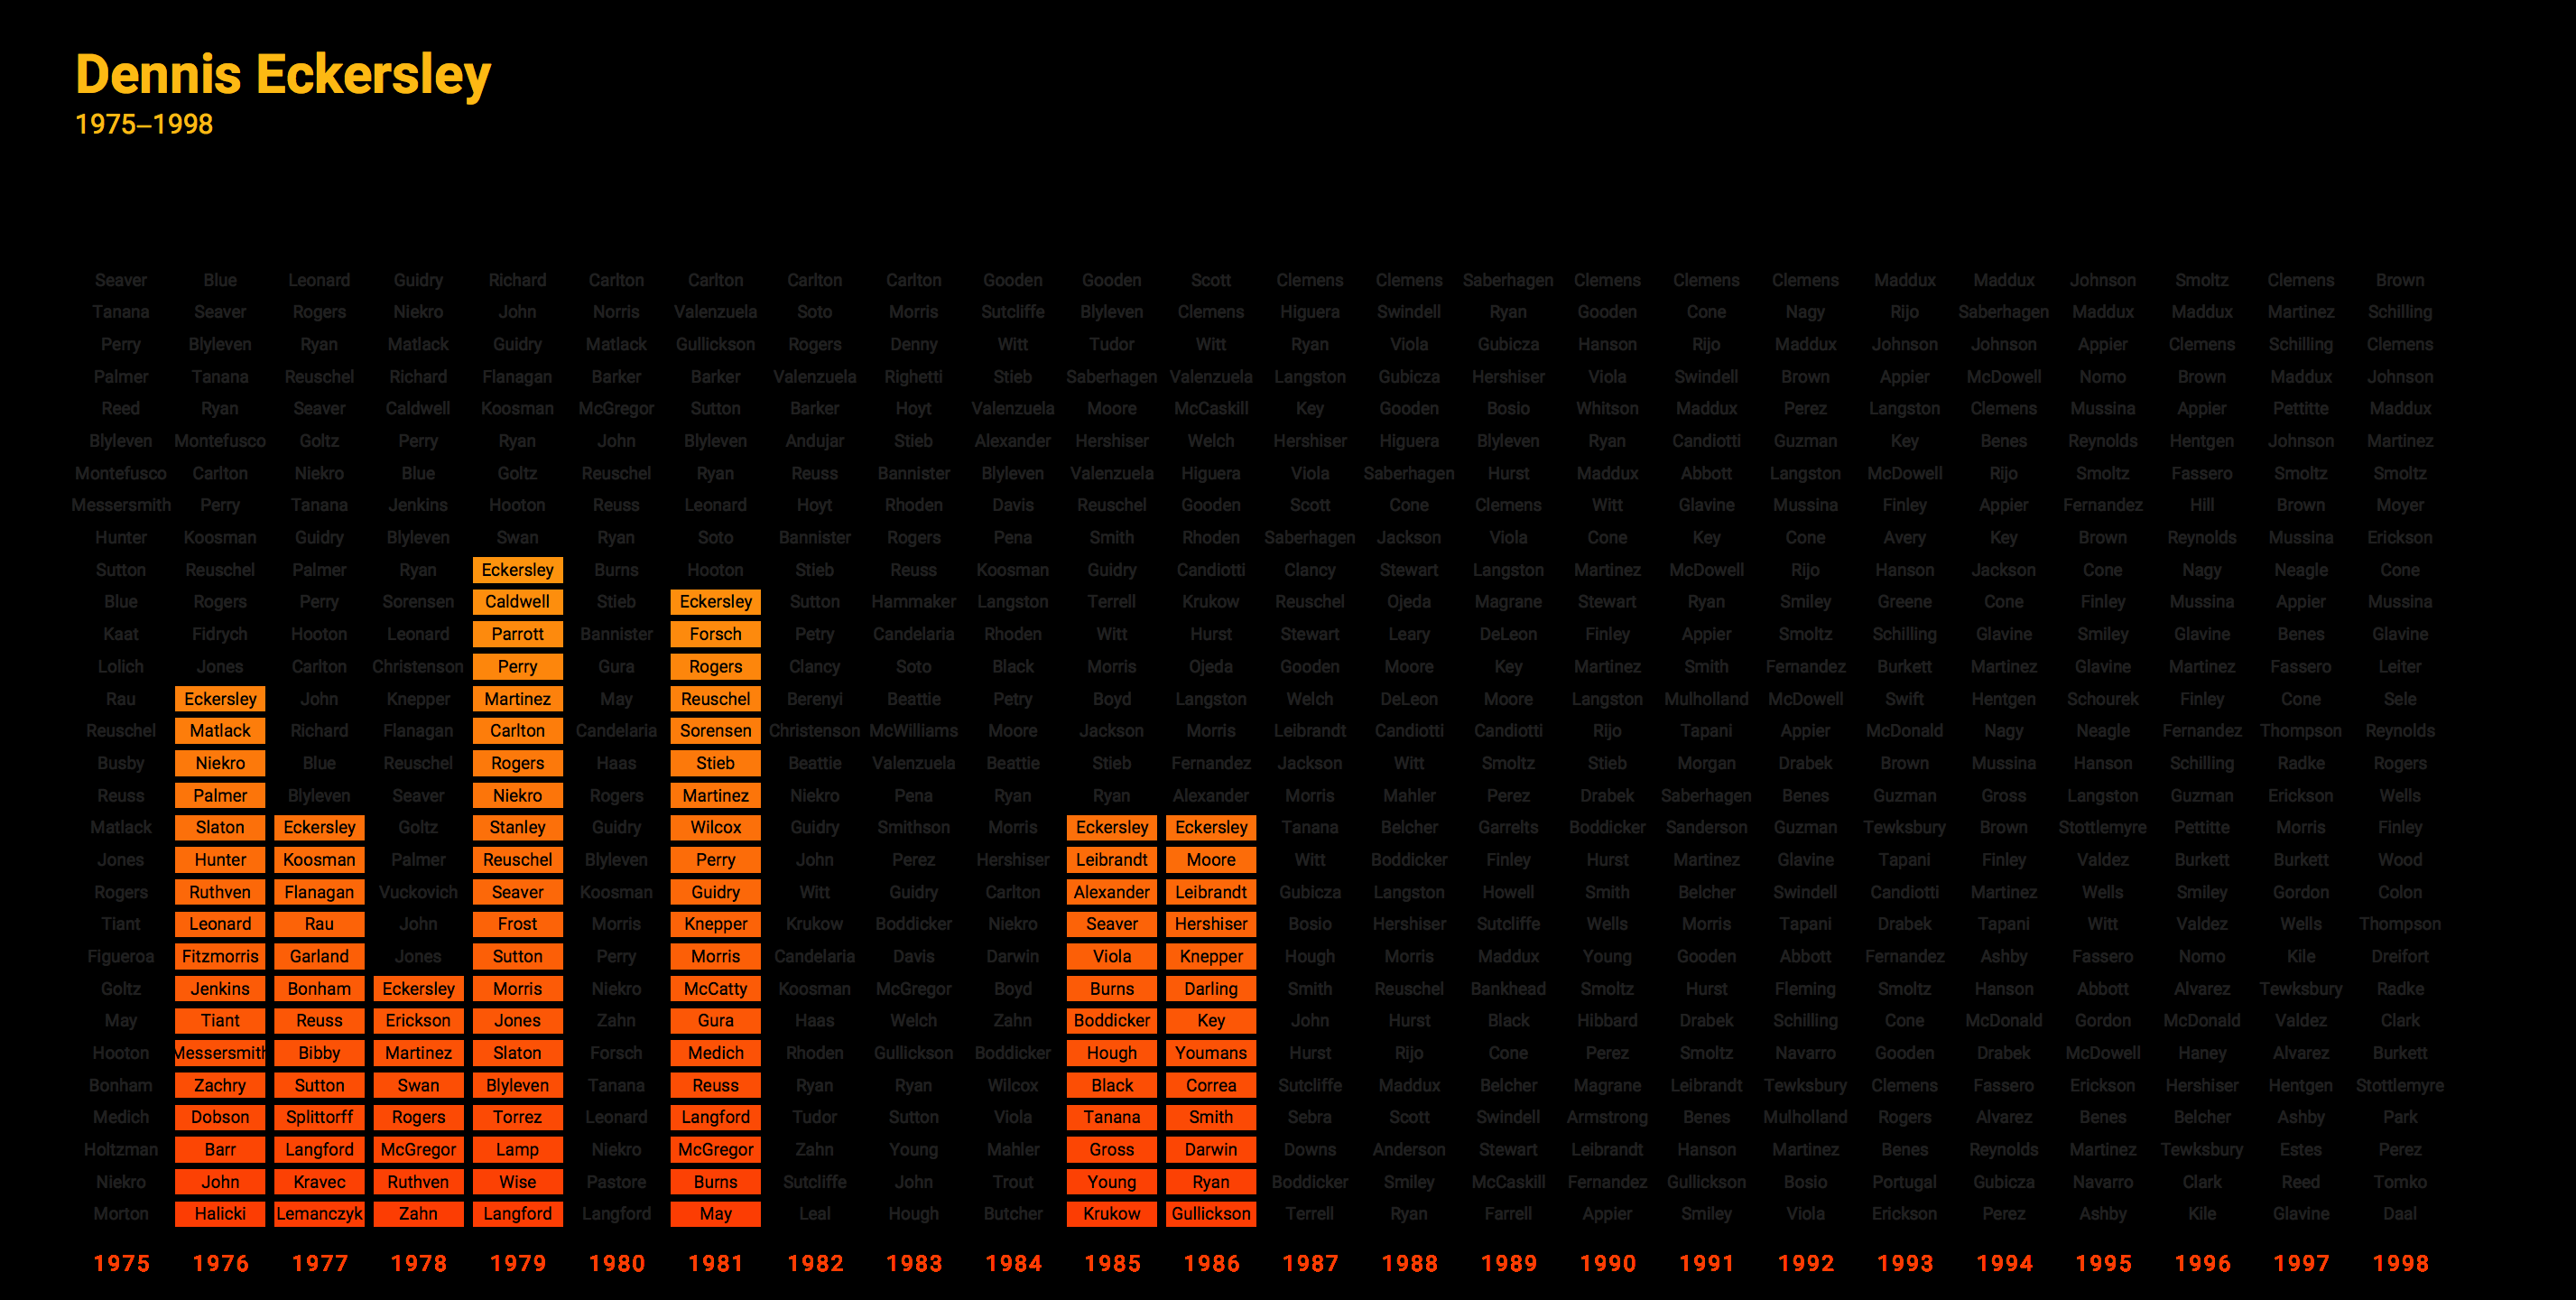 Dennis Eckersley
1975–1998
Seaver Blue Leonard Guidry Richard Carlton Carlton Carlton Carlton Gooden Gooden Scott Clemens Clemens Saberhagen Clemens Clemens Clemens Maddux Maddux Johnson Smoltz Clemens Brown
Tanana Seaver Rogers Niekro John Norris Valenzuela Soto Morris Sutcliffe Blyleven Clemens Higuera Swindell Ryan Gooden Cone Nagy Rijo Saberhagen Maddux Maddux Martinez Schilling
Perry Blyleven Ryan Matlack Guidry Matlack Gullickson Rogers Denny Witt Tudor Witt Ryan Viola Gubicza Hanson Rijo Maddux Johnson Johnson Appier Clemens Schilling Clemens
Palmer Tanana Reuschel Richard Flanagan Barker Barker Valenzuela Righetti Stieb Saberhagen Valenzuela Langston Gubicza Hershiser Viola Swindell Brown Appier McDowell Nomo Brown Maddux Johnson
Reed Ryan Seaver Caldwell Koosman McGregor Sutton Barker Hoyt Valenzuela Moore McCaskill Key Gooden Bosio Whitson Maddux Perez Langston Clemens Mussina Appier Pettitte Maddux
Blyleven Montefusco Goltz Perry Ryan John Blyleven Andujar Stieb Alexander Hershiser Welch Hershiser Higuera Blyleven Ryan Candiotti Guzman Key Benes Reynolds Hentgen Johnson Martinez
Montefusco Carlton Niekro Blue Goltz Reuschel Ryan Reuss Bannister Blyleven Valenzuela Higuera Viola Saberhagen Hurst Maddux Abbott Langston McDowell Rijo Smoltz Fassero Smoltz Smoltz
Messersmith Perry Tanana Jenkins Hooton Reuss Leonard Hoyt Rhoden Davis Reuschel Gooden Scott Cone Clemens Witt Glavine Mussina Finley Appier Fernandez Hill Brown Moyer
Hunter Koosman Guidry Blyleven Swan Ryan Soto Bannister Rogers Pena Smith Rhoden Saberhagen Jackson Viola Cone Key Cone Avery Key Brown Reynolds Mussina Erickson
Sutton Reuschel Palmer Ryan Eckersley Burns Hooton Stieb Reuss Koosman Guidry Candiotti Clancy Stewart Langston Martinez McDowell Rijo Hanson Jackson Cone Nagy Neagle Cone
Blue Rogers Perry Sorensen Caldwell Stieb Eckersley Sutton Hammaker Langston Terrell Krukow Reuschel Ojeda Magrane Stewart Ryan Smiley Greene Cone Finley Mussina Appier Mussina
Kaat Fidrych Hooton Leonard Parrott Bannister Forsch Petry Candelaria Rhoden Witt Hurst Stewart Leary DeLeon Finley Appier Smoltz Schilling Glavine Smiley Glavine Benes Glavine
Lolich Jones Carlton Christenson Perry Gura Rogers Clancy Soto Black Morris Ojeda Gooden Moore Key Martinez Smith Fernandez Burkett Martinez Glavine Martinez Fassero Leiter
Rau Eckersley John Knepper Martinez May Reuschel Berenyi Beattie Petry Boyd Langston Welch DeLeon Moore Langston Mulholland McDowell Swift Hentgen Schourek Finley Cone Sele
Reuschel Matlack Richard Flanagan Carlton Candelaria Sorensen Christenson McWilliams Moore Jackson Morris Leibrandt Candiotti Candiotti Rijo Tapani Appier McDonald Nagy Neagle Fernandez Thompson Reynolds
Busby Niekro Blue Reuschel Rogers Haas Stieb Beattie Valenzuela Beattie Stieb Fernandez Jackson Witt Smoltz Stieb Morgan Drabek Brown Mussina Hanson Schilling Radke Rogers
Reuss Palmer Blyleven Seaver Niekro Rogers Martinez Niekro Pena Ryan Ryan Alexander Morris Mahler Perez Drabek Saberhagen Benes Guzman Gross Langston Guzman Erickson Wells
Matlack Slaton Eckersley Goltz Stanley Guidry Wilcox Guidry Smithson Morris Eckersley Eckersley Tanana Belcher Garrelts Boddicker Sanderson Guzman Tewksbury Brown Stottlemyre Pettitte Morris Finley
Jones Hunter Koosman Palmer Reuschel Blyleven Perry John Perez Hershiser Leibrandt Moore Witt Boddicker Finley Hurst Martinez Glavine Tapani Finley Valdez Burkett Burkett Wood
Rogers Ruthven Flanagan Vuckovich Seaver Koosman Guidry Witt Guidry Carlton Alexander Leibrandt Gubicza Langston Howell Smith Belcher Swindell Candiotti Martinez Wells Smiley Gordon Colon
Tiant Leonard Rau John Frost Morris Knepper Krukow Boddicker Niekro Seaver Hershiser Bosio Hershiser Sutcliffe Wells Morris Tapani Drabek Tapani Witt Valdez Wells Thompson
Figueroa Fitzmorris Garland Jones Sutton Perry Morris Candelaria Davis Darwin Viola Knepper Hough Morris Maddux Young Gooden Abbott Fernandez Ashby Fassero Nomo Kile Dreifort
Goltz Jenkins Bonham Eckersley Morris Niekro McCatty Koosman McGregor Boyd Burns Darling Smith Reuschel Bankhead Smoltz Hurst Fleming Smoltz Hanson Abbott Alvarez Tewksbury Radke
May Tiant Reuss Erickson Jones Zahn Gura Haas Welch Zahn Boddicker Key John Hurst Black Hibbard Drabek Schilling Cone McDonald Gordon McDonald Valdez Clark
Hooton Messersmith Bibby Martinez Slaton Forsch Medich Rhoden Gullickson Boddicker Hough Youmans Hurst Rijo Cone Perez Smoltz Navarro Gooden Drabek McDowell Haney Alvarez Burkett
Bonham Zachry Sutton Swan Blyleven Tanana Reuss Ryan Ryan Wilcox Black Correa Sutcliffe Maddux Belcher Magrane Leibrandt Tewksbury Clemens Fassero Erickson Hershiser Hentgen Stottlemyre
Medich Dobson Splittorff Rogers Torrez Leonard Langford Tudor Sutton Viola Tanana Smith Sebra Scott Swindell Armstrong Benes Mulholland Rogers Alvarez Benes Belcher Ashby Park
Holtzman Barr Langford McGregor Lamp Niekro McGregor Zahn Young Mahler Gross Darwin Downs Anderson Stewart Leibrandt Hanson Martinez Benes Reynolds Martinez Tewksbury Estes Perez
Niekro John Kravec Ruthven Wise Pastore Burns Sutcliffe John Trout Young Ryan Boddicker Smiley McCaskill Fernandez Gullickson Bosio Portugal Gubicza Navarro Clark Reed Tomko
Morton Halicki Lemanczyk Zahn Langford Langford May Leal Hough Butcher Krukow Gullickson Terrell Ryan Farrell Appier Smiley Viola Erickson Perez Ashby Kile Glavine Daal
1975 1976 1977 1978 1979 1980 1981 1982 1983 1984 1985 1986 1987 1988 1989 1990 1991 1992 1993 1994 1995 1996 1997 1998